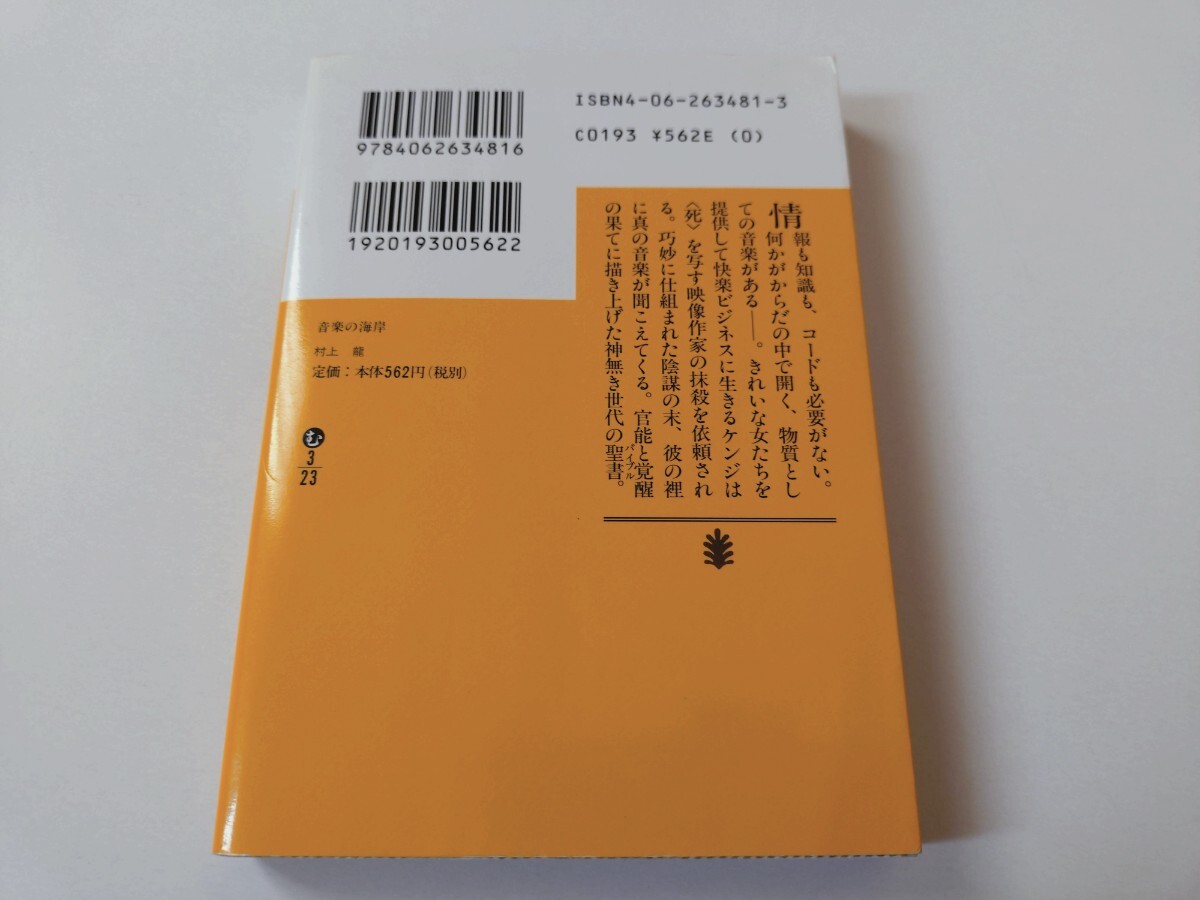 9784062634816
ISBN4-06-263481-3
C0193 ¥562E (0)
1920193005622
情報も知識も、コードも必要がない。
何かがからだの中で開く、物質とし
ての音楽がある——。きれいな女たちを
提供して快楽ビジネスに生きるケンジは
〈死〉を写す映像作家の抹殺を依頼され
る。巧妙に仕組まれた陰謀の末、彼の裡
に真の音楽が聞こえてくる。官能と覚醒
の果てに描き上げた神無き世代の聖書。
バイブル
音楽の海岸
村上 龍
定価：本体562円（税別）
む
3
23